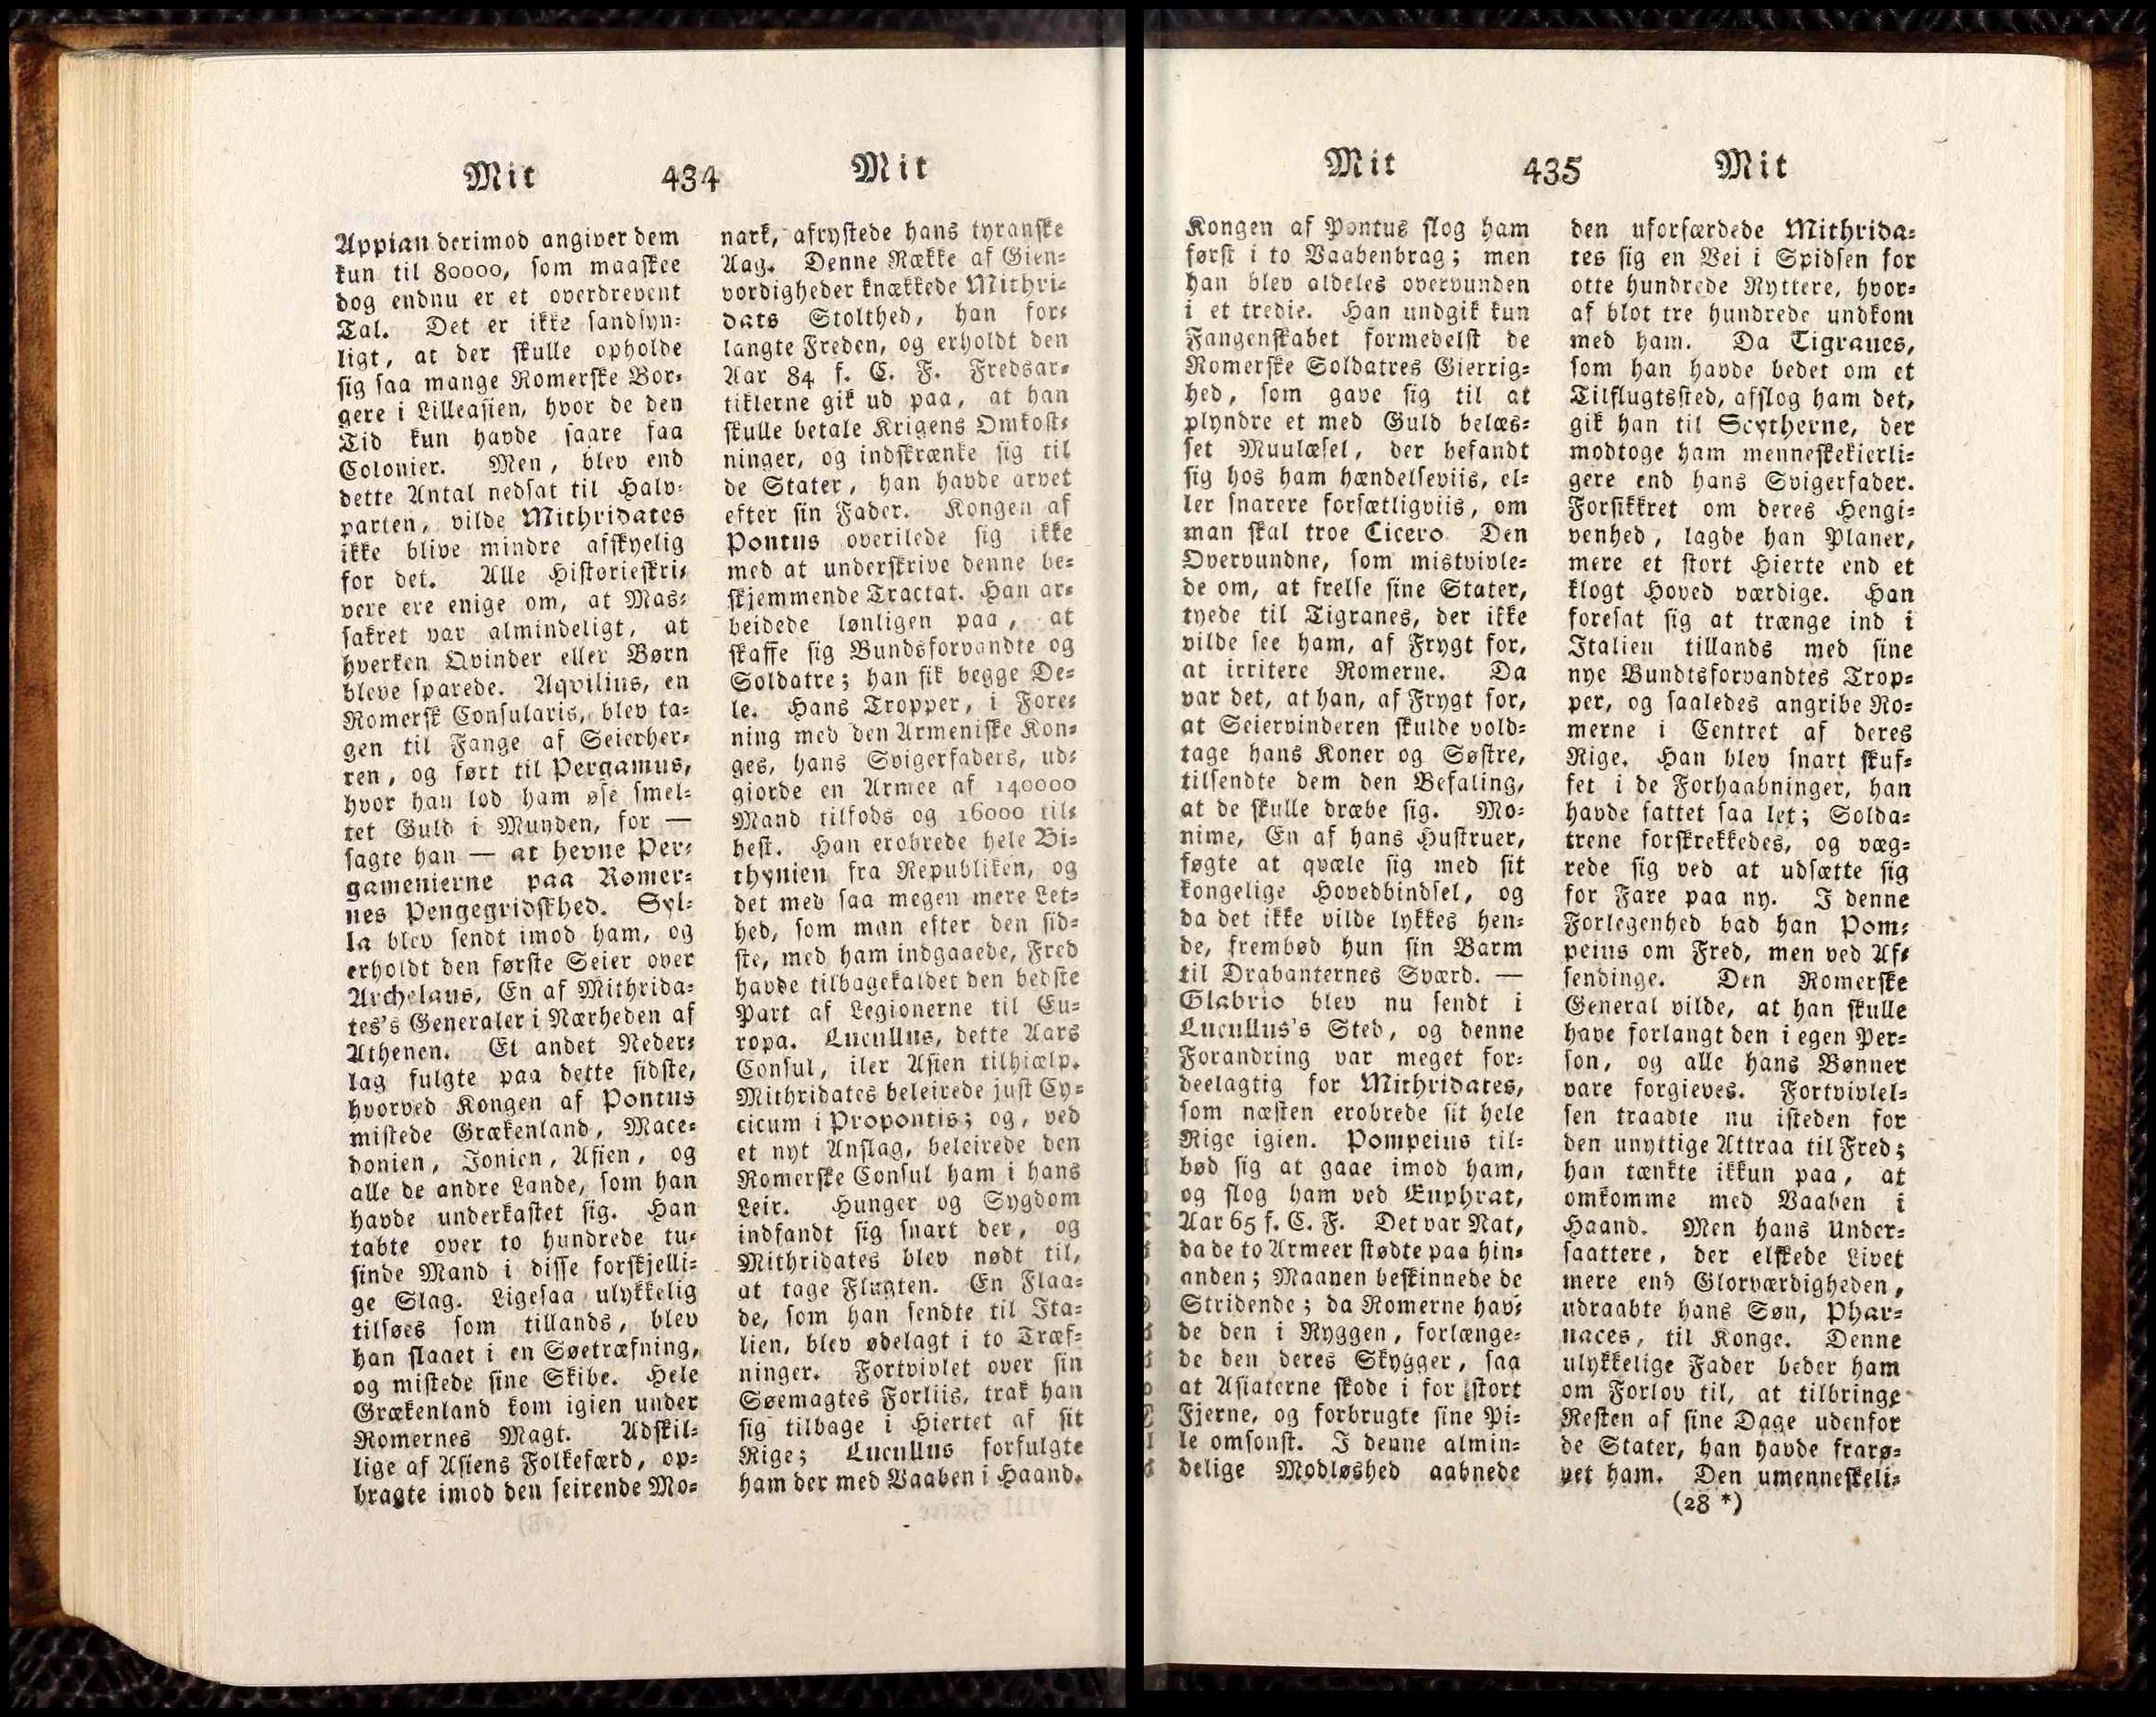 Mit 434 Mit
Appian derimod angiver dem
kun til 80000, som maaskee
dog endnu er et overdrevent
Tal. Det er ikke sandsyn-
ligt, at der skulle opholde
sig saa mange Romerske Bor-
gere i Lilleasien, hvor de den
Tid kun havde saare faa
Colonier. Men, blev end
dette Antal nedsat til Halv-
parten, vilde Mithridates
ikke blive mindre afskyelig
for det. Alle Historieskri-
vere ere enige om, at Mas-
sakret var almindeligt, at
hverken Qvinder eller Børn
bleve sparede. Aqvilius, en
Romersk Consularis, blev ta-
gen til Fange af Seierher-
ren, og ført til Pergamus,
hvor han lod ham øse smel-
tet Guld i Munden, for —
sagte han — at hevne Per-
gamenierne paa Romer-
nes Pengegridskhed. Syl-
la blev sendt imod ham, og
erholdt den første Seier over
Archelaus, En af Mithrida-
tes's Generaler i Nærheden af
Athenen. Et andet Neder-
lag fulgte paa dette sidste,
hvorved Kongen af Pontus
mistede Grækenland, Mace-
donien, Jonien, Asien, og
alle de andre Lande, som han
havde underkastet sig. Han
tabte over to hundrede tu-
sinde Mand i disse forskjelli-
ge Slag. Ligesaa ulykkelig
tilsøes som tillands, blev
han slaaet i en Søetræfning,
og mistede sine Skibe. Hele
Grækenland kom igien under
Romernes Magt. Adskil-
lige af Asiens Folkefærd, op-
bragte imod den seirende Mo-
nark, afrystede hans tyranske
Aag. Denne Række af Gien-
vordigheder knækkede Mithri-
dats Stolthed, han for-
langte Freden, og erholdt den
Aar 84 f. C. F. Fredsar-
tiklerne gik ud paa, at han
skulle betale Krigens Omkost-
ninger, og indskrænke sig til
de Stater, han havde arvet
efter sin Fader. Kongen af
Pontus overilede sig ikke
med at underskrive denne be-
skjemmende Tractat. Han ar-
beidede lønligen paa, at
skaffe sig Bundsforvandte og
Soldatre; han fik begge De-
le. Hans Tropper, i Fore-
ning med den Armeniske Kon-
ges, hans Svigerfaders, ud-
giorde en Armee af 140000
Mand tilfods og 16000 til-
hest. Han erobrede hele Bi-
thynien fra Republiken, og
det med saa megen mere Let-
hed, som man efter den sid-
ste, med ham indgaaede, Fred
havde tilbagekaldet den bedste
Part af Legionerne til Eu-
ropa. Lucullus, dette Aars
Consul, iler Asien tilhiælp.
Mithridates beleirede just Cy-
cicum i Propontis; og, ved
et nyt Anslag, beleirede den
Romerske Consul ham i hans
Leir. Hunger og Sygdom
indfandt sig snart der, og
Mithridates blev nødt til,
at tage Flugten. En Flaa-
de, som han sendte til Ita-
lien, blev ødelagt i to Træf-
ninger. Fortvivlet over sin
Søemagtes Forliis, trak han
sig tilbage i Hiertet af sit
Rige; Lucullus forfulgte
ham der med Vaaben i Haand.
Mit 435 Mit
Kongen af Pontus slog ham
først i to Vaabenbrag; men
han blev aldeles overvunden
i et tredie. Han undgik kun
Fangenskabet formedelst de
Romerske Soldatres Gierrig-
hed, som gave sig til at
plyndre et med Guld belæs-
set Muulæsel, der befandt
sig hos ham hændelseviis, el-
ler snarere forsætligviis, om
man skal troe Cicero Den
Overvundne, som mistvivle-
de om, at frelse sine Stater,
tyede til Tigranes, der ikke
vilde see ham, af Frygt for,
at irritere Romerne. Da
var det, at han, af Frygt for,
at Seiervinderen skulde vold-
tage hans Koner og Søstre,
tilsendte dem den Befaling,
at de skulle dræbe sig. Mo-
nime, En af hans Hustruer,
søgte at qvæle sig med sit
kongelige Hovedbindsel, og
da det ikke vilde lykkes hen-
de, frembød hun sin Barm
til Drabanternes Sværd. —
Glabrio blev nu sendt i
Lucullus's Sted, og denne
Forandring var meget for-
deelagtig for Mithridates,
som næsten erobrede sit hele
Rige igien. Pompeius til-
bød sig at gaae imod ham,
og slog ham ved Euphrat,
Aar 65 f. C. F. Det var Nat,
da de to Armeer stødte paa hin-
anden; Maanen beskinnede de
Stridende; da Romerne hav-
de den i Ryggen, forlænge-
de den deres Skygger, saa
at Asiaterne skøde i for stort
Fjerne, og forbrugte sine Pi-
le omsonst. I denne almin-
delige Modløshed aabnede
den uforfærdede Mithrida-
tes sig en Vei i Spidsen for
otte hundrede Ryttere, hvor-
af blot tre hundrede undkom
med ham. Da Tigranes,
som han havde bedet om et
Tilflugtssted, afslog ham det,
gik han til Scytherne, der
modtoge ham menneskekierli-
gere end hans Svigerfader.
Forsikkret om deres Hengi-
venhed, lagde han Planer,
mere et stort Hierte end et
klogt Hoved værdige. Han
foresat sig at trænge ind i
Italien tillands med sine
nye Bundtsforvandtes Trop-
per, og saaledes angribe Ro-
merne i Centret af deres
Rige. Han blev snart skuf-
fet i de Forhaabninger, han
havde fattet saa let; Solda-
trene forskrekkedes, og væg-
rede sig ved at udsætte sig
for Fare paa ny. I denne
Forlegenhed bad han Pom-
peius om Fred, men ved Af-
sendinge. Den Romerske
General vilde, at han skulle
have forlangt den i egen Per-
son, og alle hans Bønner
vare forgieves. Fortvivlel-
sen traadte nu isteden for
den unyttige Attraa til Fred;
han tænkte ikkun paa, at
omkomme med Vaaben i
Haand. Men hans Under-
saattere, der elskede Livet
mere end Glorværdigheden,
udraabte hans Søn, Phar-
naces, til Konge. Denne
ulykkelige Fader beder ham
om Forlov til, at tilbringe
Resten af sine Dage udenfor
de Stater, han havde frarø-
vet ham. Den umenneskeli-
(28 *)